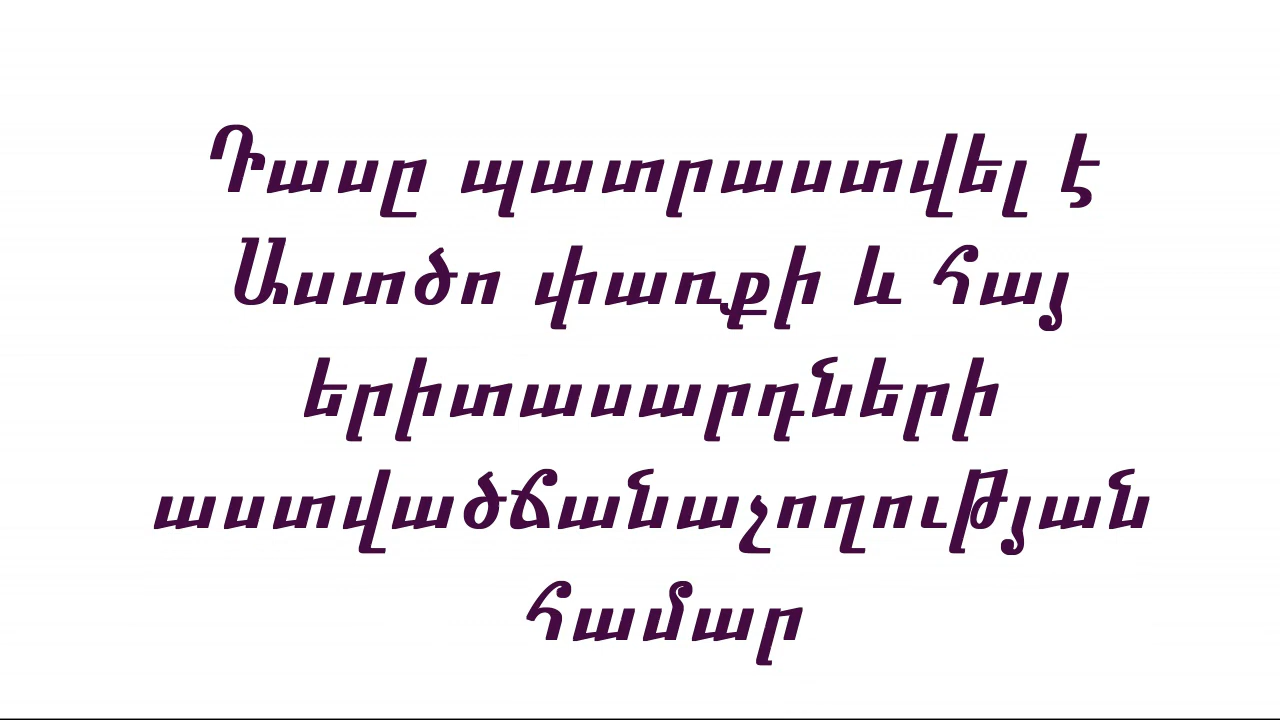 Դասը պատրաստվել է
Աստծո փառքի և հայ
երիտասարդների
աստվածճանաչողության
համար